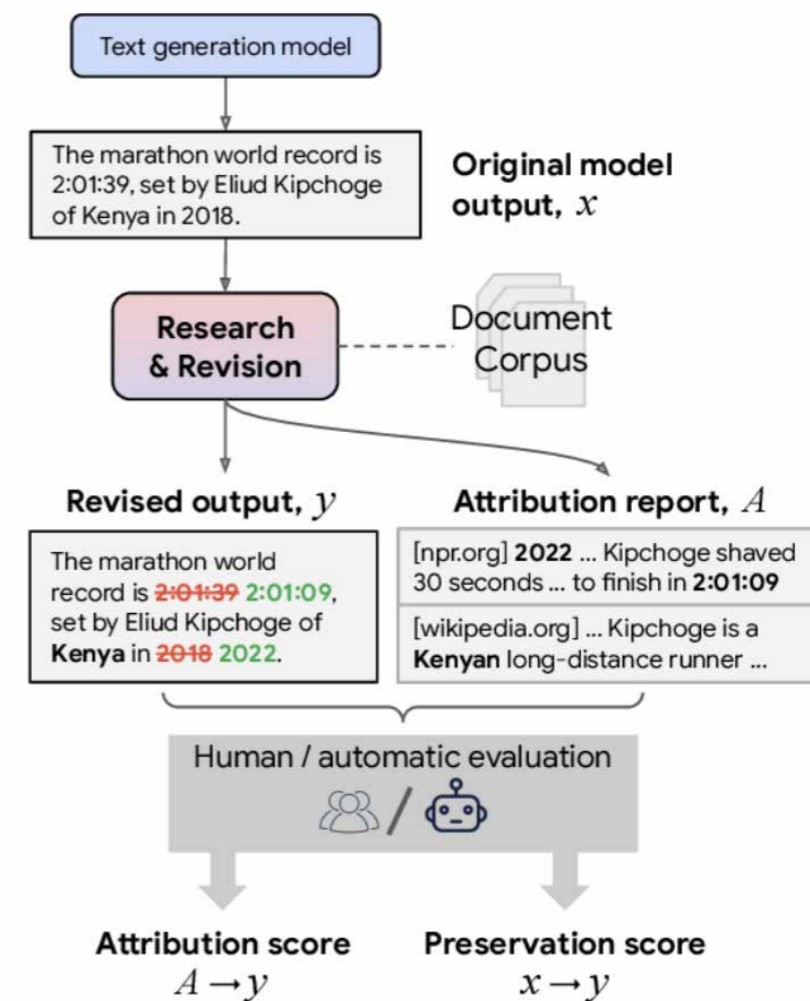 Text generation model
The marathon world record is
2:01:39, set by Eliud Kipchoge
of Kenya in 2018.
Original model
output, x
Research
& Revision
Document
Corpus
Revised output, y
The marathon world
record is 2:01:39 2:01:09,
set by Eliud Kipchoge of
Kenya in 2018 2022.
Attribution report, A
[npr.org] 2022 ... Kipchoge shaved
30 seconds ... to finish in 2:01:09
[wikipedia.org] ... Kipchoge is a
Kenyan long-distance runner ...
Human / automatic evaluation
/
Attribution score
A → y
Preservation score
x → y